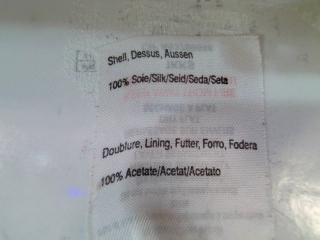 Shell, Dessus, Aussen
100% Soie/Silk/Seid/Seda/Seta
Doublure, Lining, Futter, Forro, Fodera
100% Acetate/Acetat/Acetato